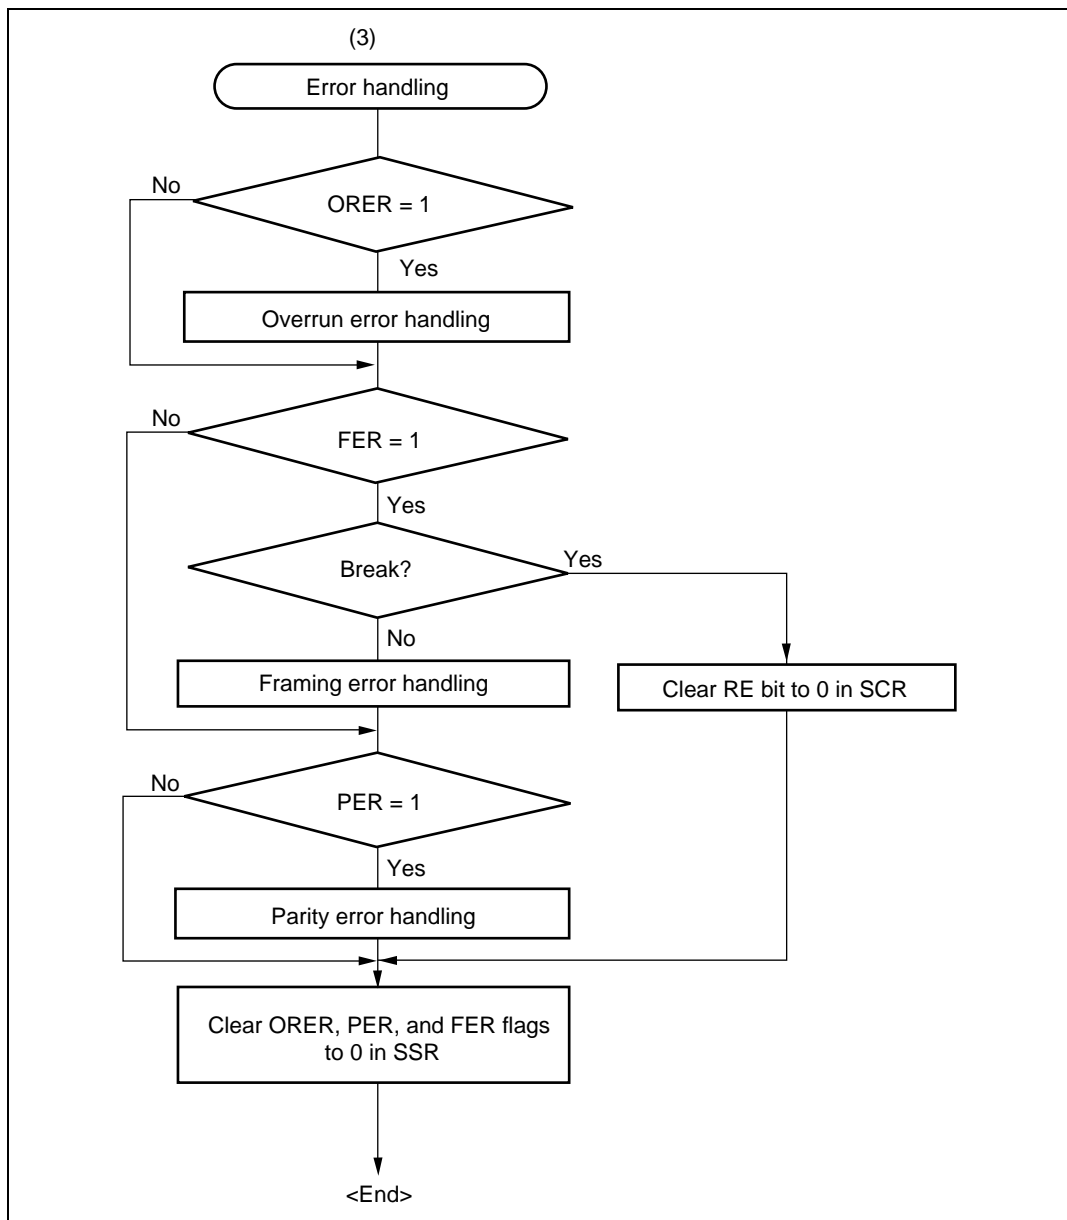 (3)
Error handling
No
ORER = 1
Yes
Overrun error handling
No
FER = 1
Yes
Break?
Yes
No
Framing error handling
Clear RE bit to 0 in SCR
No
PER = 1
Yes
Parity error handling
Clear ORER, PER, and FER flags
to 0 in SSR
<End>